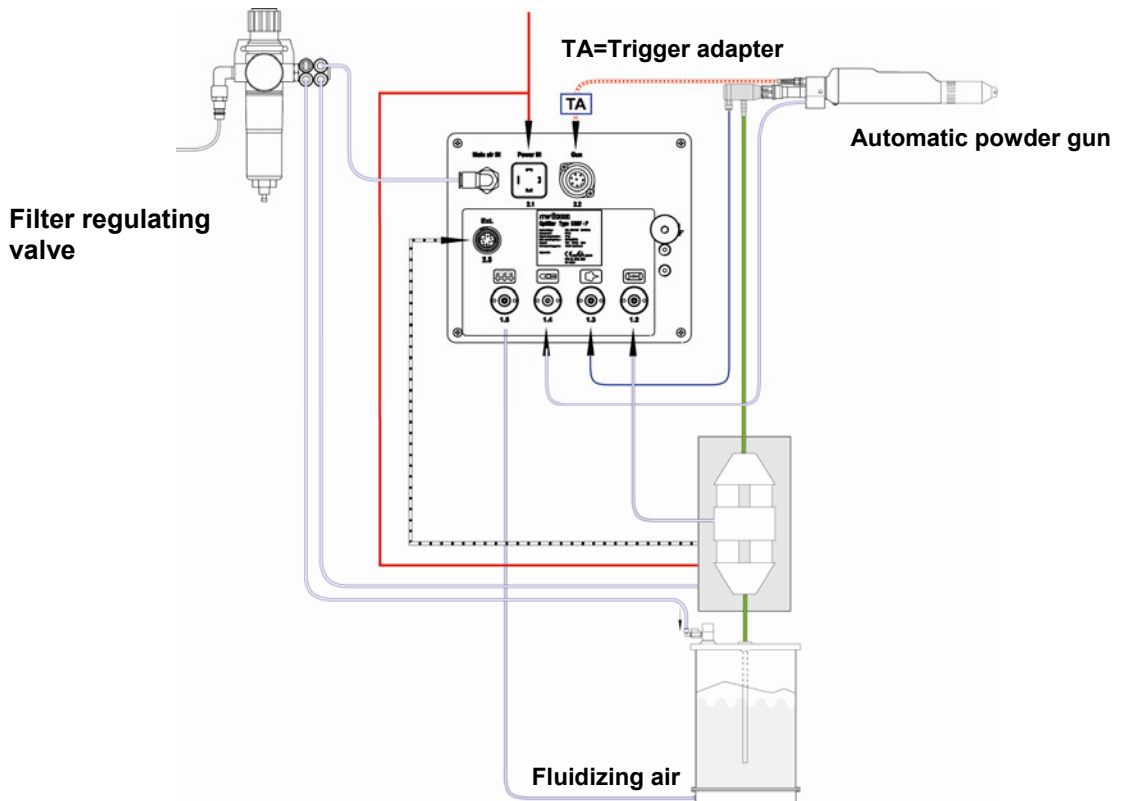 TA=Trigger adapter
TA
Automatic powder gun
Filter regulating
valve
Main air IN
Power IN
Gun
2.1
2.2
Ext.
2.5
1.5
1.4
1.3
1.2
Fluidizing air